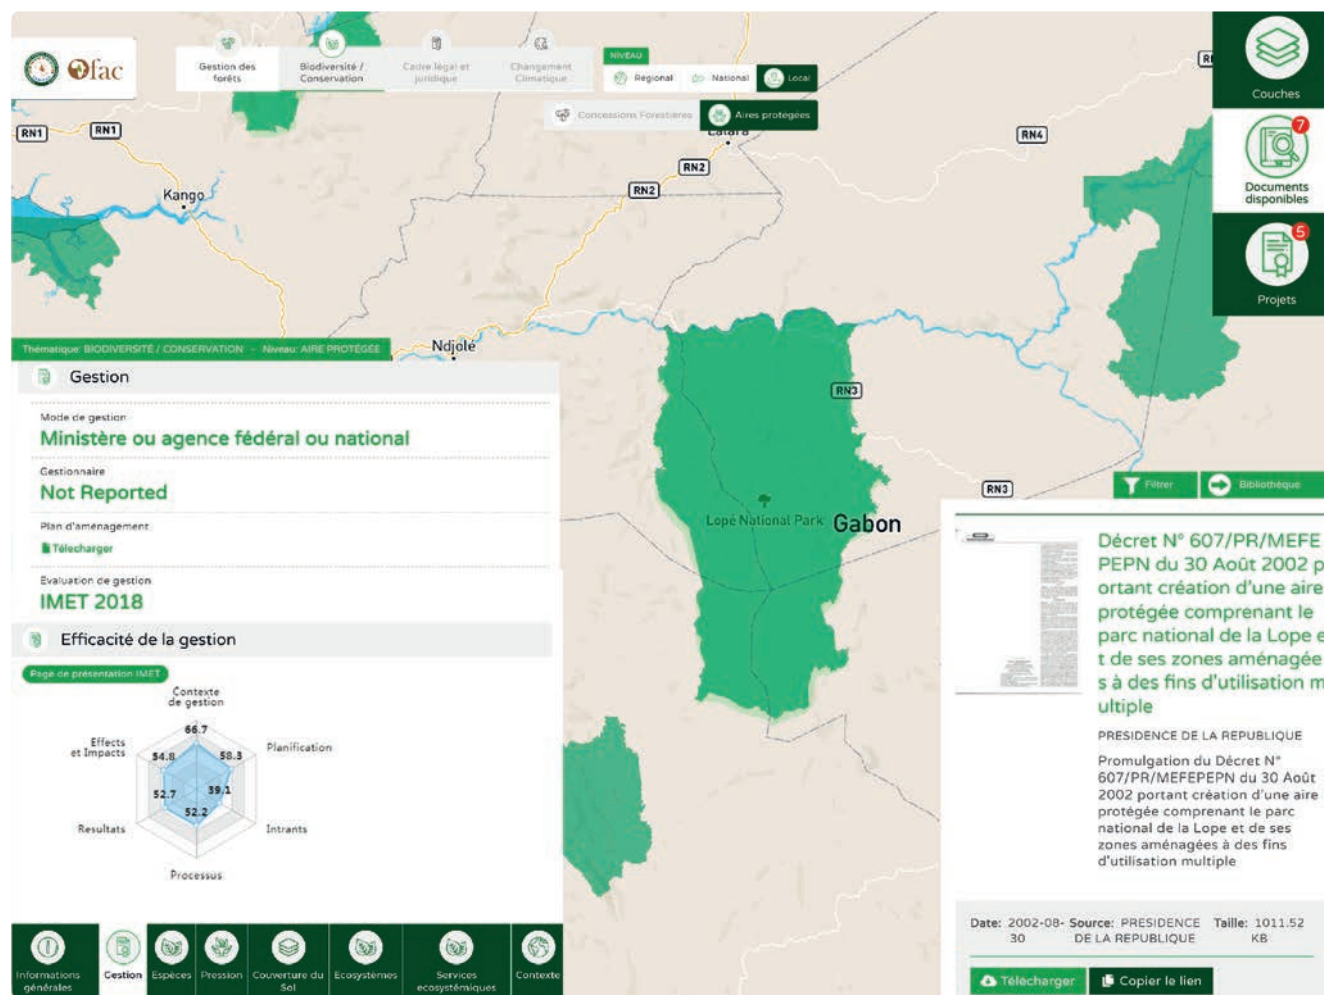 Ofac
Gestion des
forêts
Biodiversité /
Conservation
Cadre légal et
juridique
Changement
Climatique
NIVEAU
Régional
National
Local
Concessions Forestières
Aires protégées
Couches
7
Documents
disponibles
5
Projets
RN1
RN1
Kango
RN2
RN2
RN4
Ndjolé
RN3
RN3
Lopé National Park
Gabon
Thématique: BIODIVERSITÉ / CONSERVATION - Niveau: AIRE PROTÉGÉE
Gestion
Mode de gestion
Ministère ou agence fédéral ou national
Gestionnaire
Not Reported
Plan d'aménagement
Télécharger
Evaluation de gestion
IMET 2018
Efficacité de la gestion
Page de présentation IMET
Contexte
de gestion
66.7
Effects
et Impacts
54.8
58.3
Planification
52.7
39.1
52.2
Resultats
Intrants
Processus
Informations
générales
Gestion
Espèces
Pression
Couverture du
Sol
Ecosystèmes
Services
ecosystémiques
Contexte
Filtrer
Bibliothèque
Décret N° 607/PR/MEFE
PEPN du 30 Août 2002 p
ortant création d'une aire
protégée comprenant le
parc national de la Lope e
t de ses zones aménagée
s à des fins d'utilisation m
ultiple
PRESIDENCE DE LA REPUBLIQUE
Promulgation du Décret N°
607/PR/MEFEPEPN du 30 Août
2002 portant création d'une aire
protégée comprenant le parc
national de la Lope et de ses
zones aménagées à des fins
d'utilisation multiple
Date: 2002-08-30
Source: PRESIDENCE
DE LA REPUBLIQUE
Taille: 1011.52
KB
Télécharger
Copier le lien